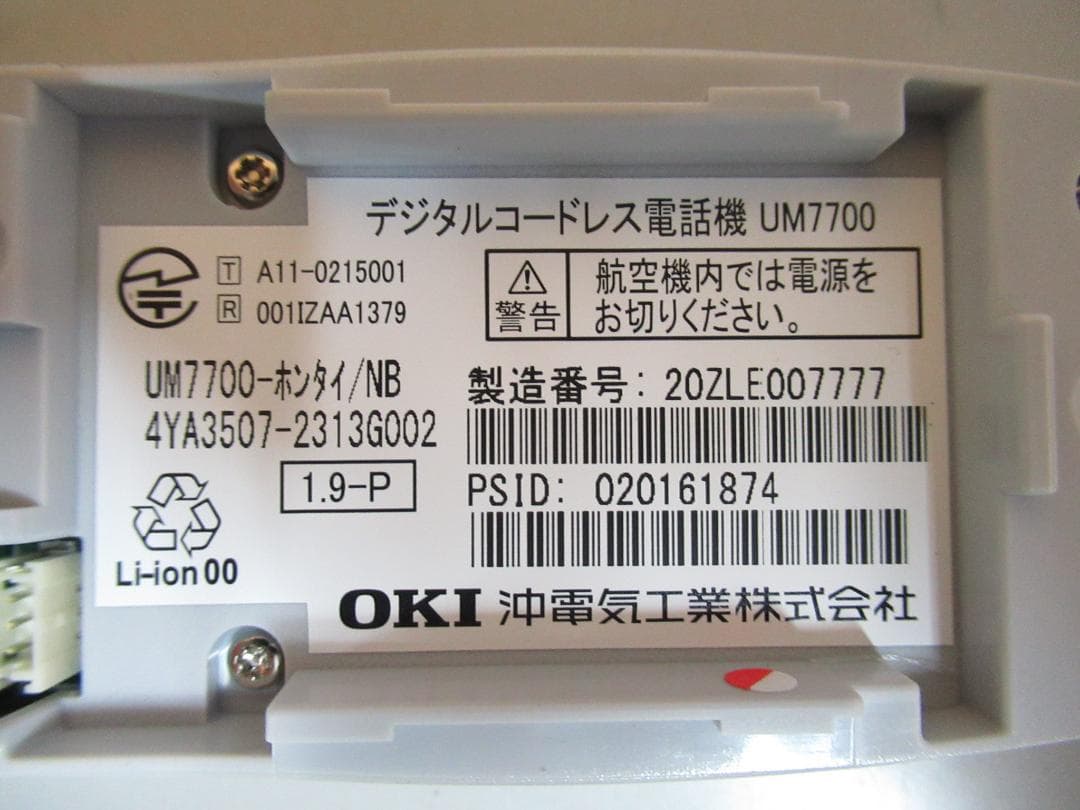 デジタルコードレス電話機 UM7700
T A11-0215001
R 001IZAA1379
警告
航空機内では電源を
お切りください。
UM7700-ホンタイ/NB
4YA3507-2313G002
製造番号: 20ZLE007777
1.9-P
PSID: 020161874
Li-ion 00
OKI 沖電気工業株式会社